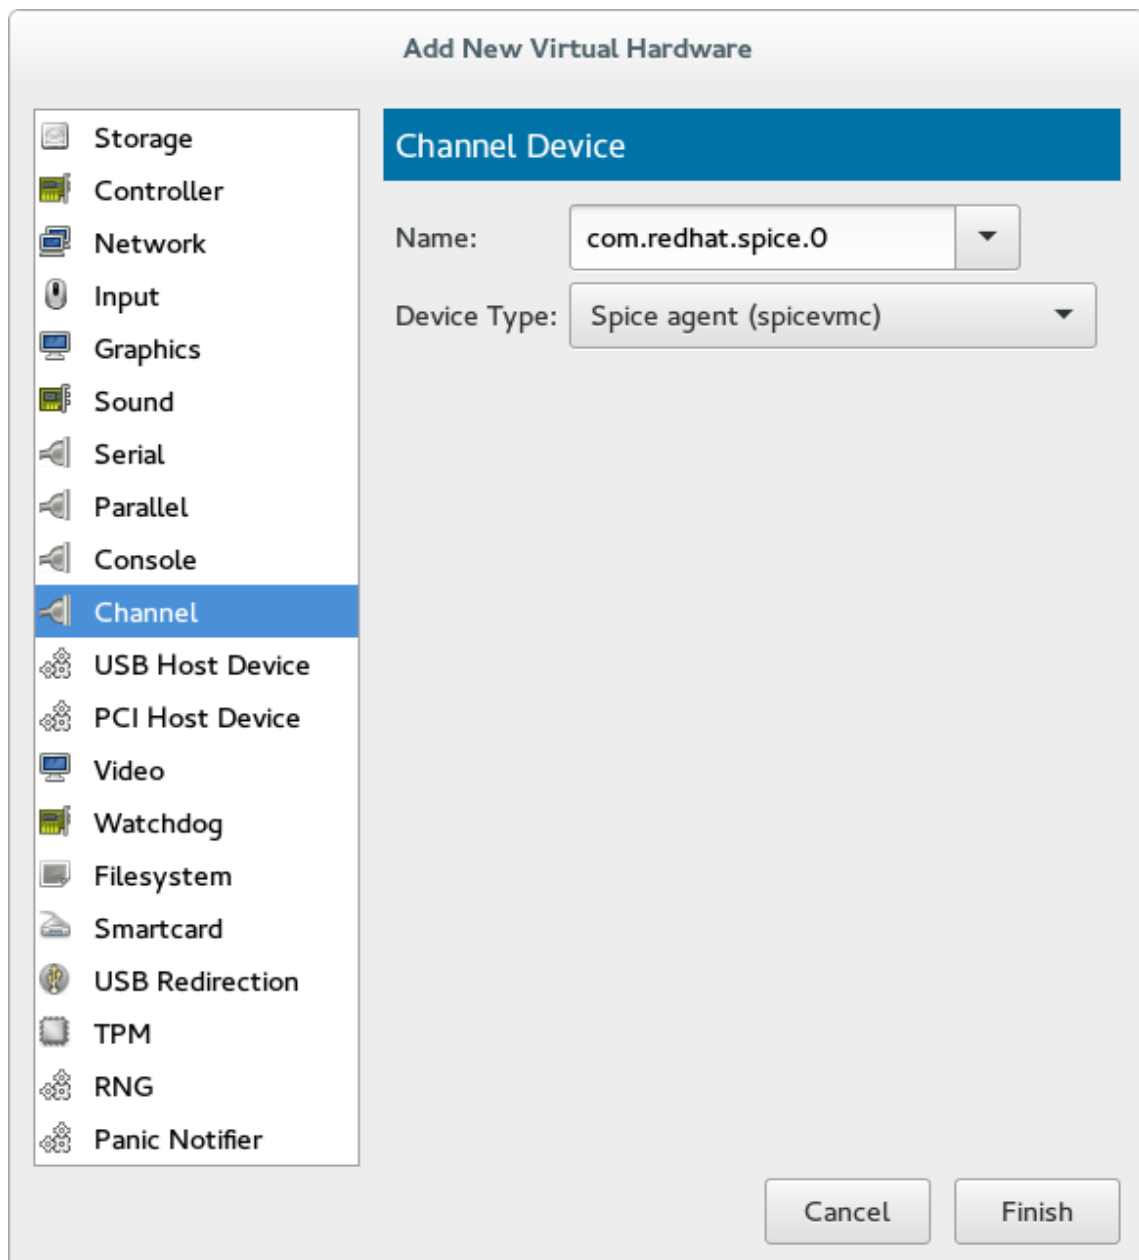 Add New Virtual Hardware
Storage
Controller
Network
Input
Graphics
Sound
Serial
Parallel
Console
Channel
USB Host Device
PCI Host Device
Video
Watchdog
Filesystem
Smartcard
USB Redirection
TPM
RNG
Panic Notifier
Channel Device
Name: com.redhat.spice.0
Device Type: Spice agent (spicevmc)
Cancel Finish